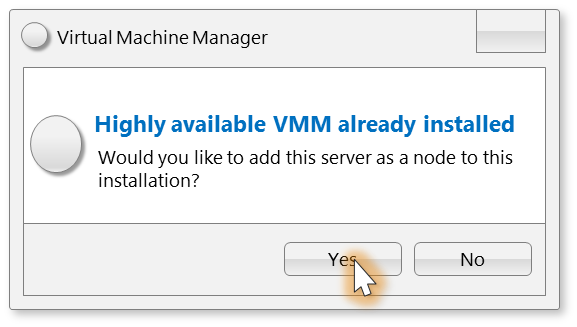 Virtual Machine Manager
Highly available VMM already installed
Would you like to add this server as a node to this
installation?
Yes
No